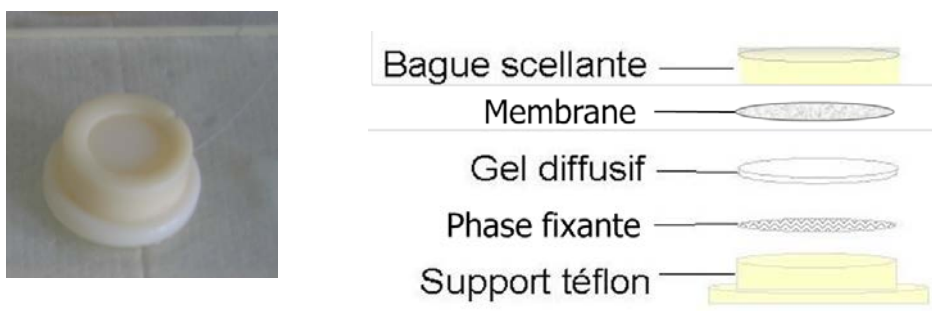 Bague scellante
Membrane
Gel diffusif
Phase fixante
Support téflon